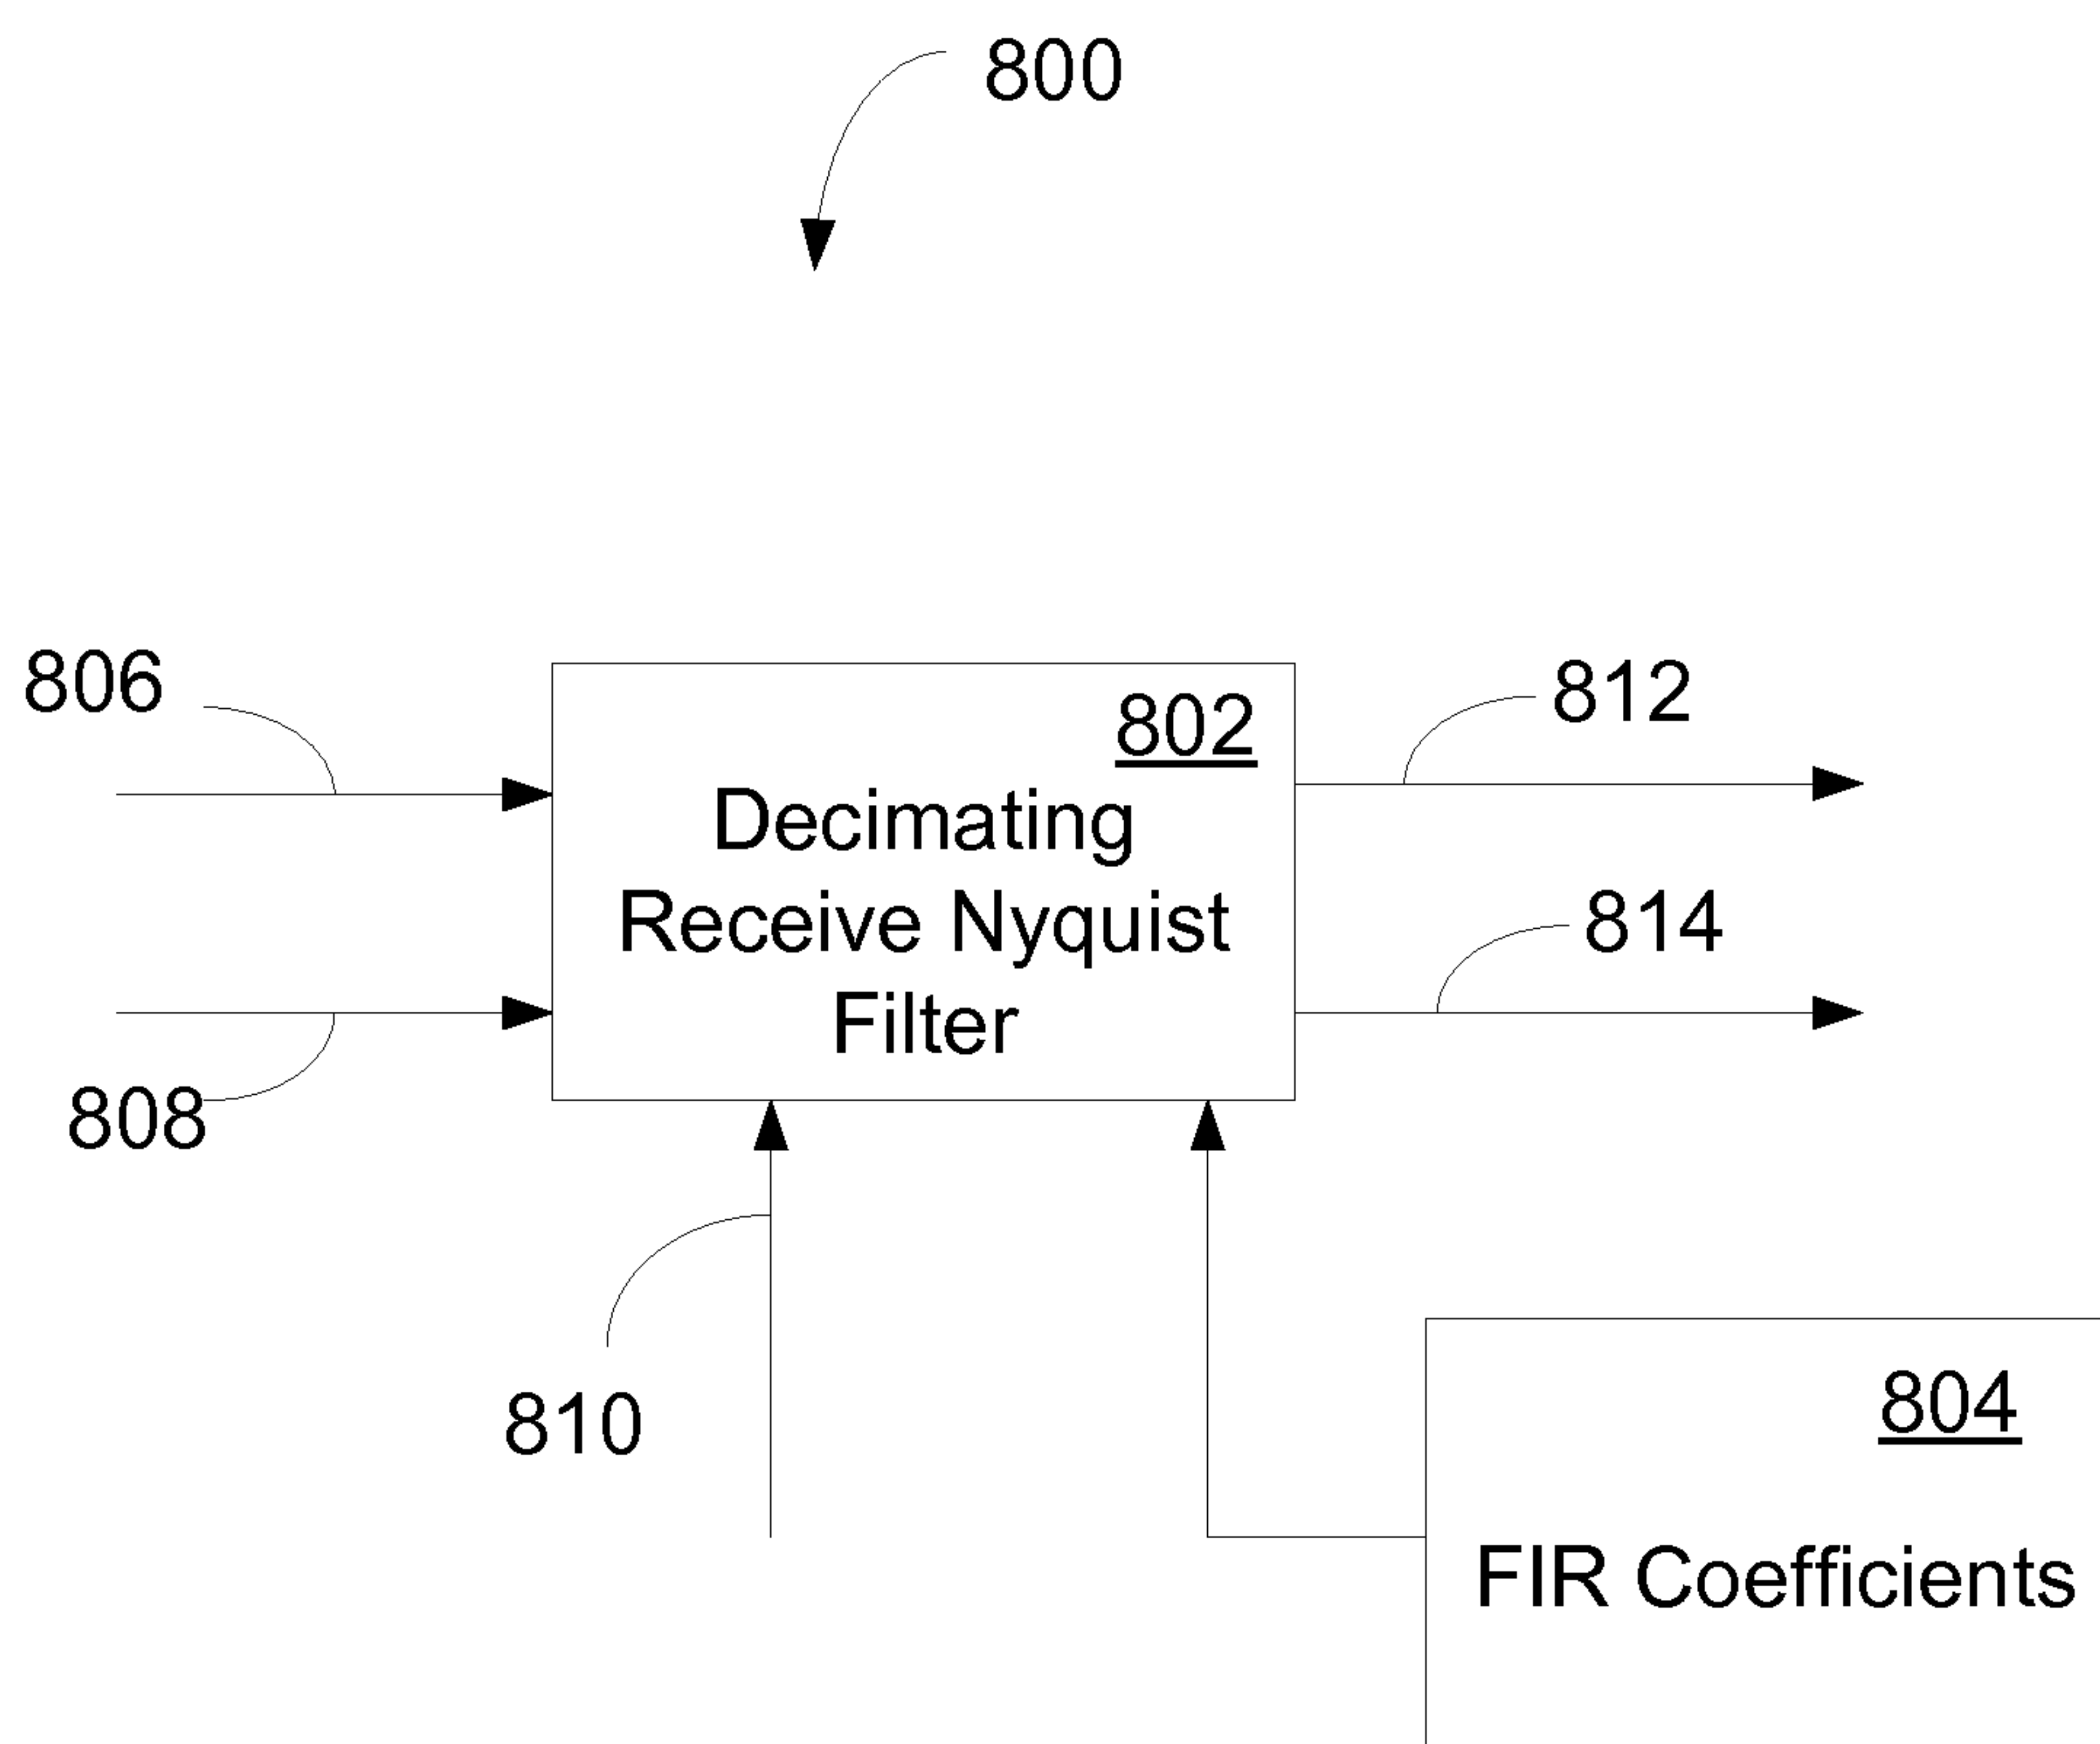 800
806
802
812
Decimating
Receive Nyquist
Filter
814
808
810
804
FIR Coefficients